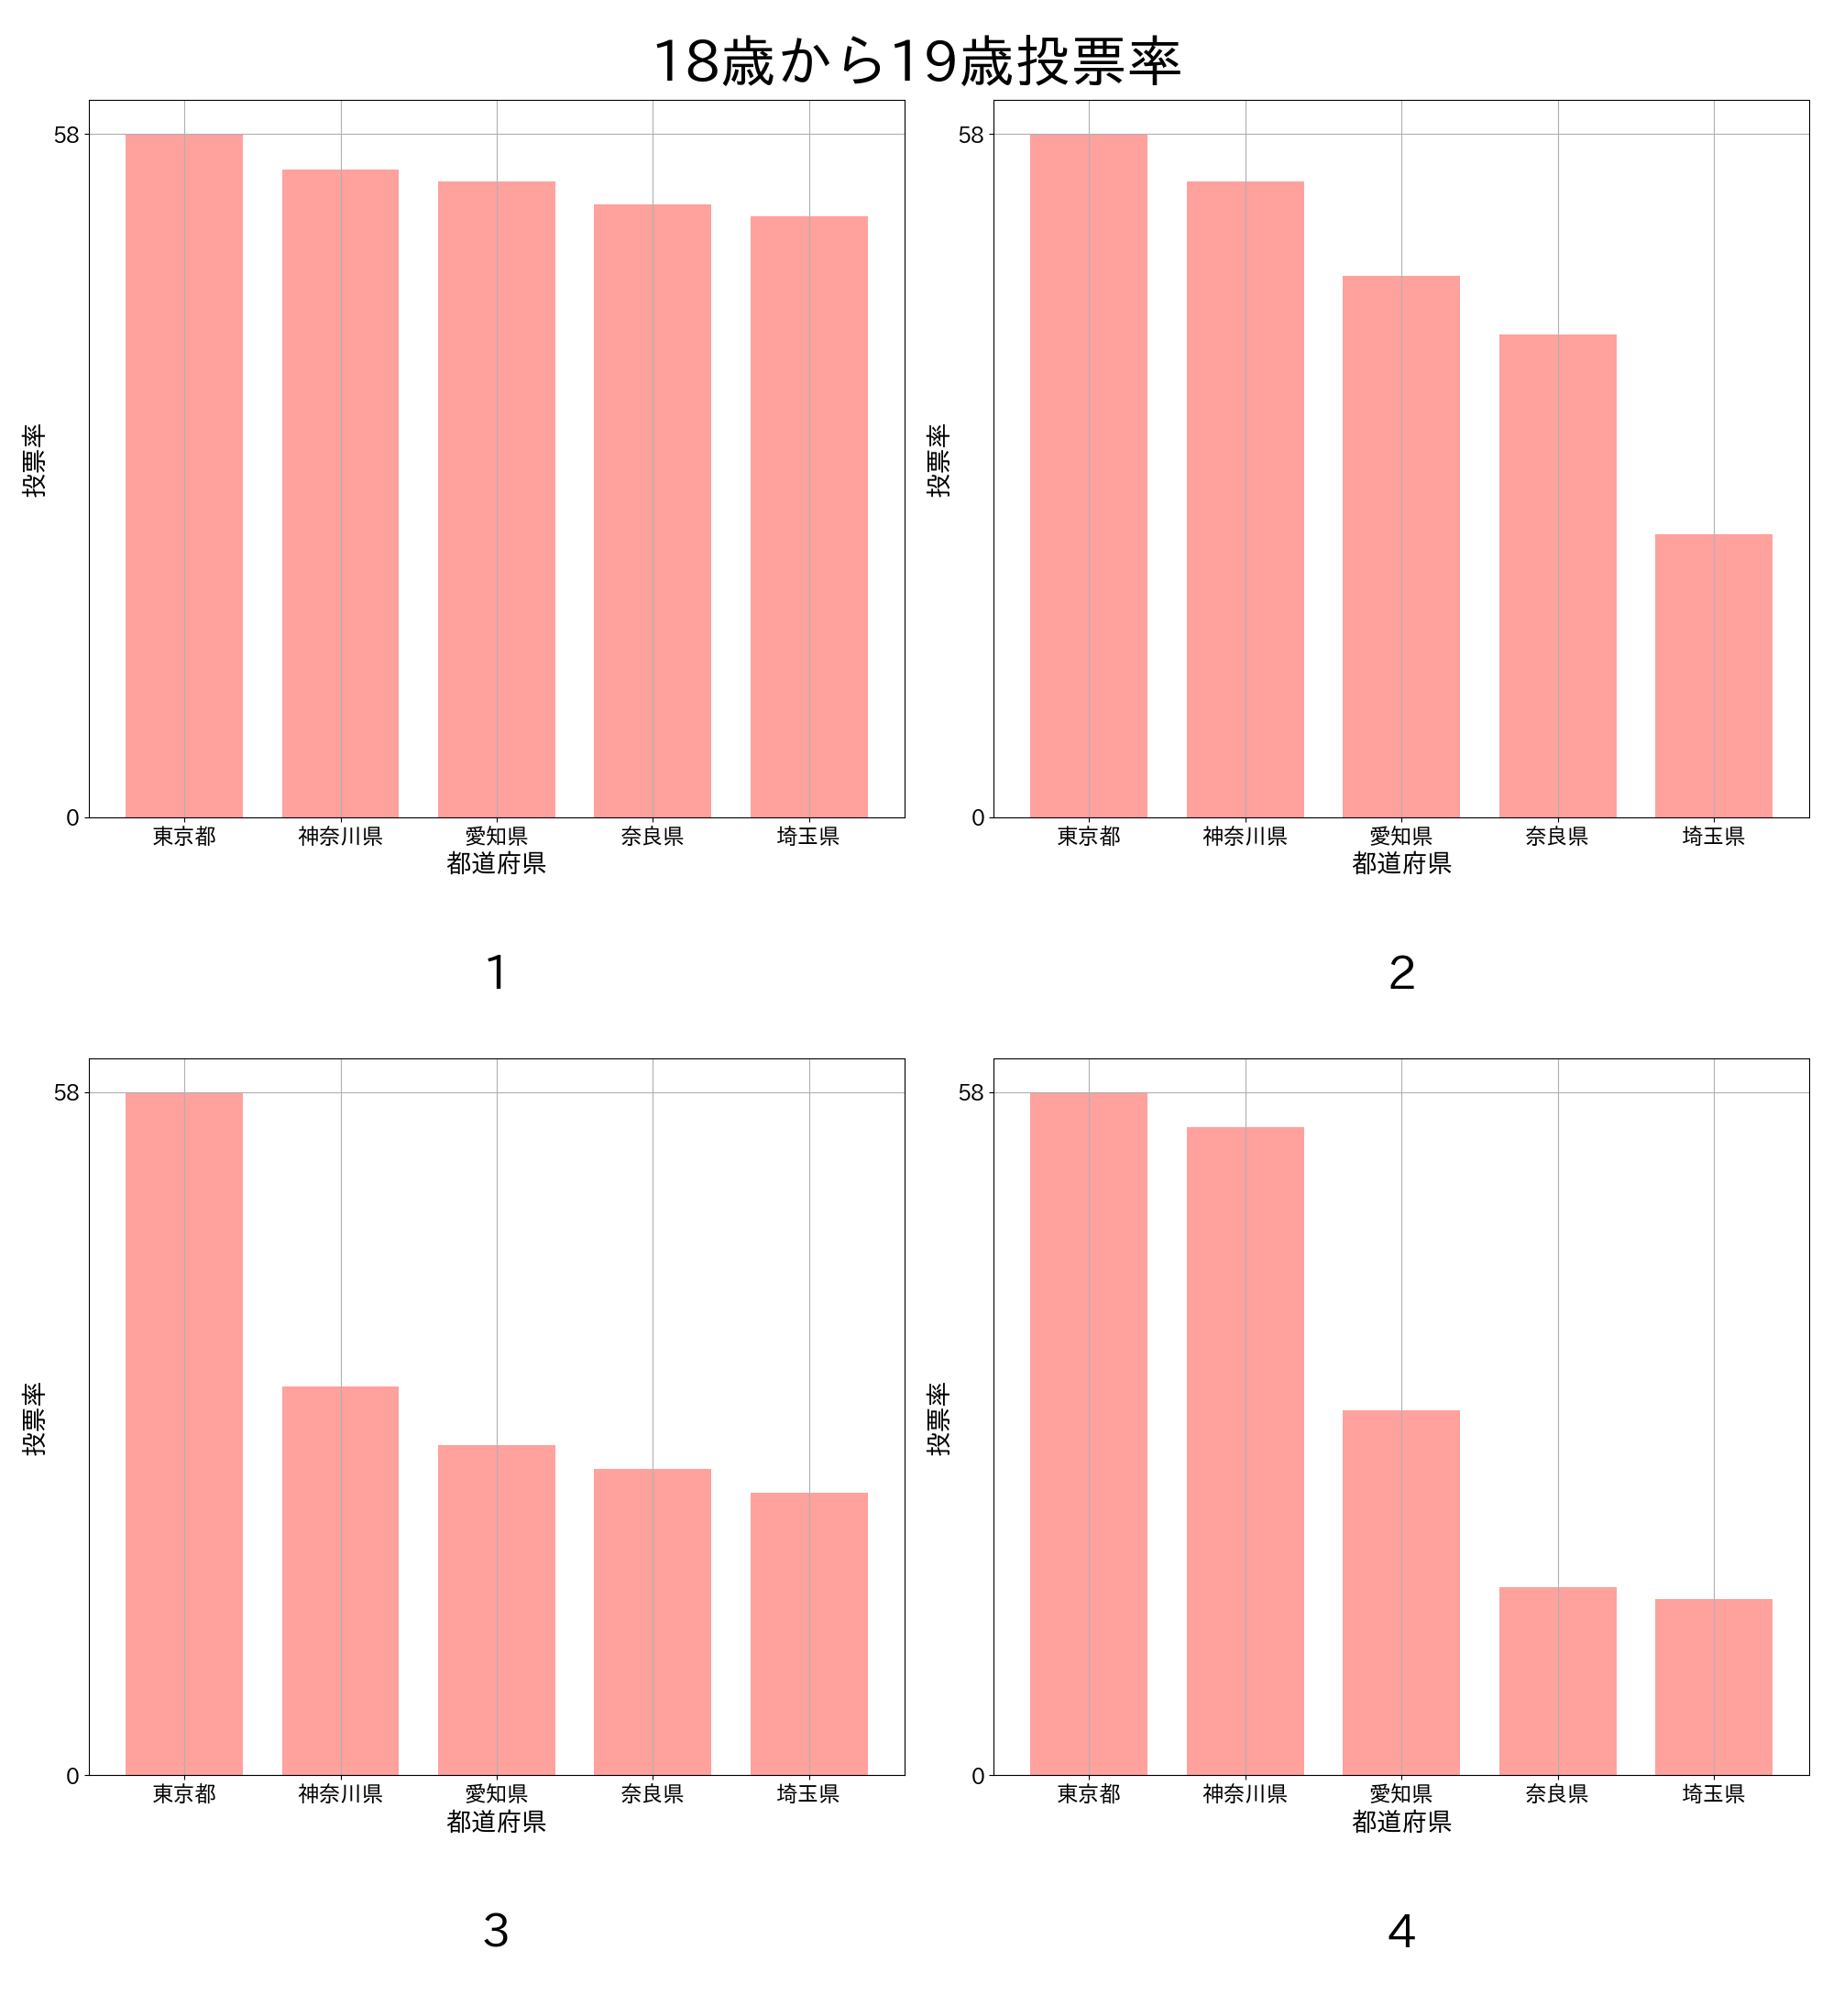 18歳から19歳投票率
58
0
投票率
東京都 神奈川県 愛知県 奈良県 埼玉県
都道府県
1
58
0
投票率
東京都 神奈川県 愛知県 奈良県 埼玉県
都道府県
2
58
0
投票率
東京都 神奈川県 愛知県 奈良県 埼玉県
都道府県
3
58
0
投票率
東京都 神奈川県 愛知県 奈良県 埼玉県
都道府県
4